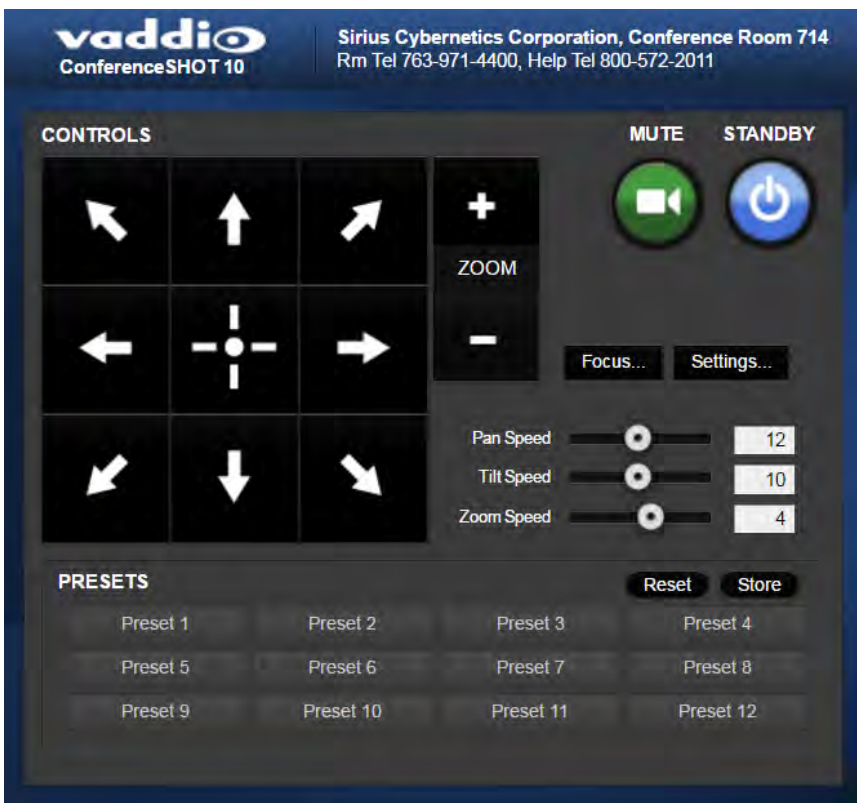 vaddio
ConferenceSHOT 10
Sirius Cybernetics Corporation, Conference Room 714
Rm Tel 763-971-4400, Help Tel 800-572-2011
CONTROLS
MUTE STANDBY
+
ZOOM
-
Focus... Settings...
Pan Speed 12
Tilt Speed 10
Zoom Speed 4
PRESETS Reset Store
Preset 1 Preset 2 Preset 3 Preset 4
Preset 5 Preset 6 Preset 7 Preset 8
Preset 9 Preset 10 Preset 11 Preset 12